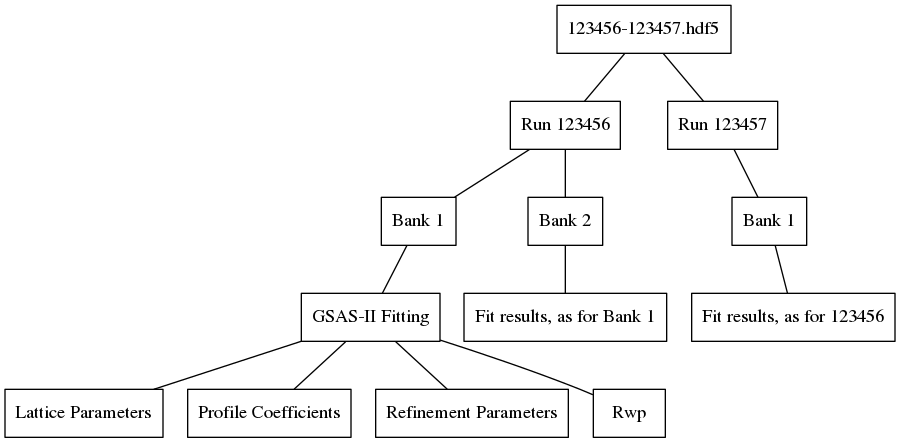 123456-123457.hdf5
Run 123456
Run 123457
Bank 1
Bank 2
Bank 1
GSAS-II Fitting
Fit results, as for Bank 1
Fit results, as for 123456
Lattice Parameters
Profile Coefficients
Refinement Parameters
Rwp